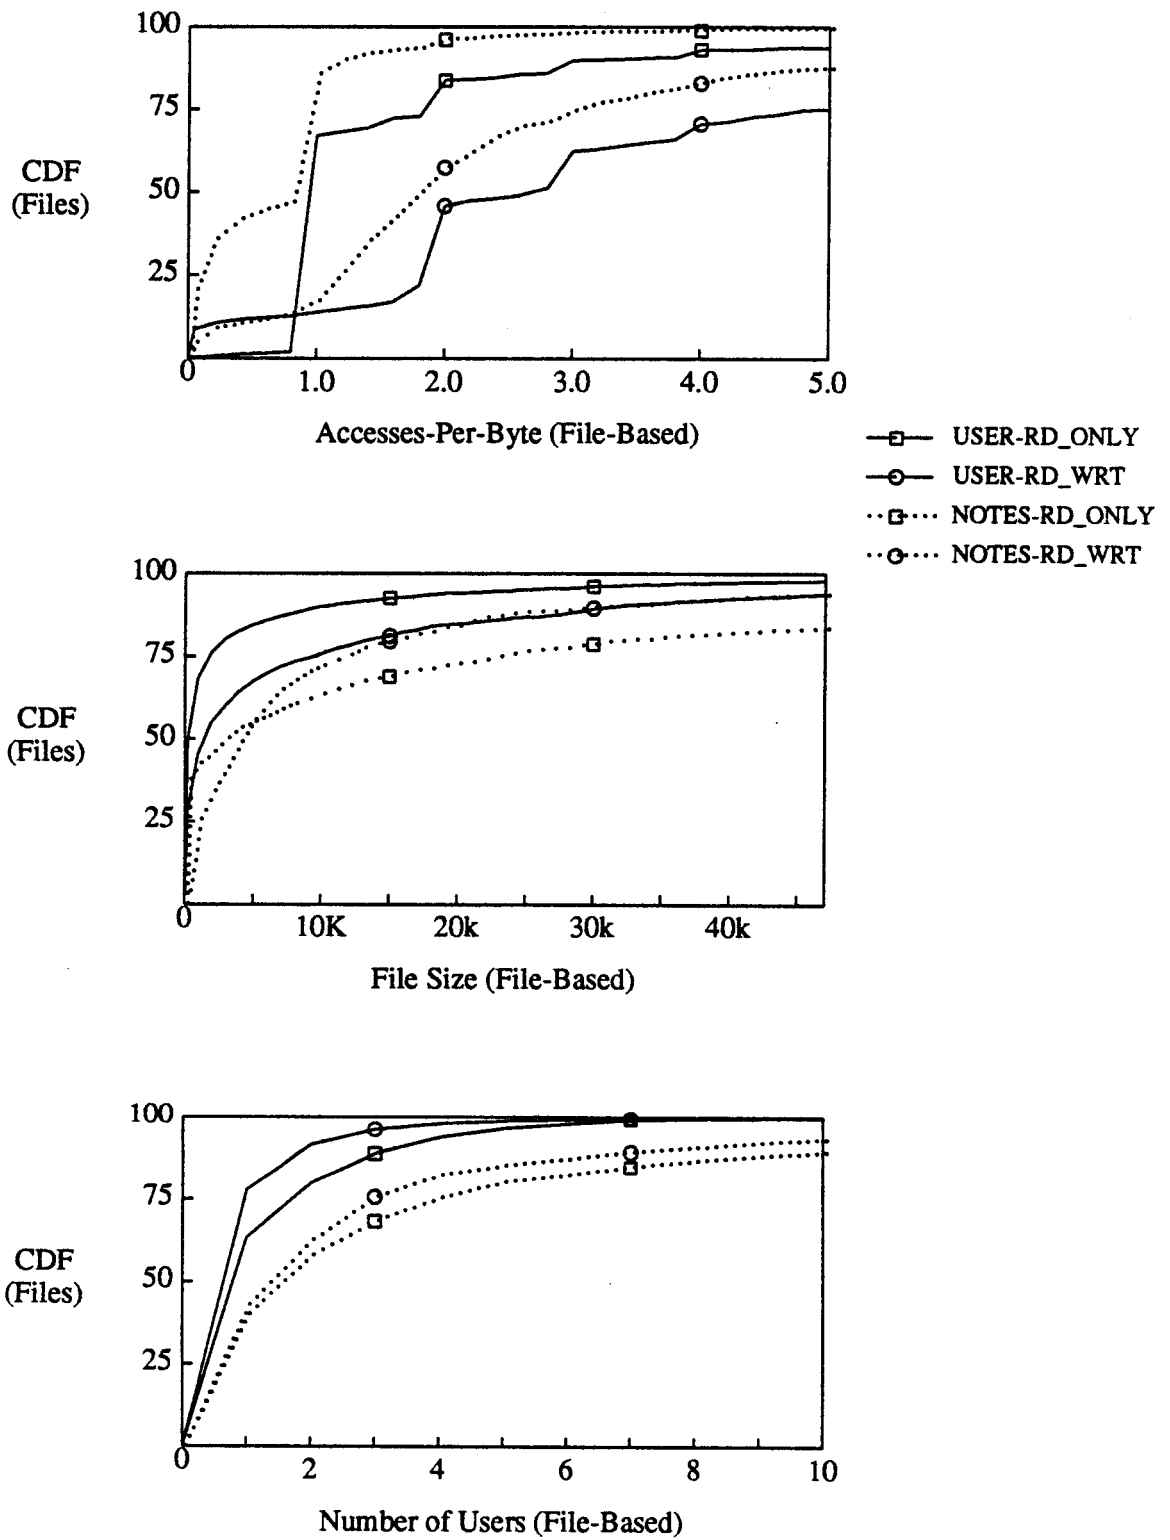 100
75
CDF
(Files)
50
25
0
1.0
2.0
3.0
4.0
5.0
Accesses-Per-Byte (File-Based)
USER-RD_ONLY
USER-RD_WRT
NOTES-RD_ONLY
NOTES-RD_WRT
100
75
CDF
(Files)
50
25
0
10K
20k
30k
40k
File Size (File-Based)
100
75
CDF
(Files)
50
25
0
2
4
6
8
10
Number of Users (File-Based)